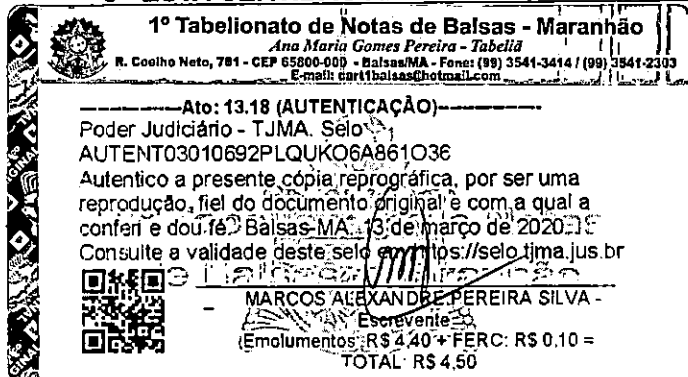 1º Tabelionato de Notas de Balsas - Maranhão
Ana Maria Gomes Pereira - Tabeliã
R. Coelho Neto, 781 - CEP 65800-000 - Balsas/MA - Fone: (99) 3541-3414 / (99) 3541-2303
E-mail: cart1balsas@hotmail.com
Ato: 13.18 (AUTENTICAÇÃO)
Poder Judiciário - TJMA. Selo
AUTENT03010692PLQUKO6A861O36
Autentico a presente cópia reprográfica, por ser uma
reprodução fiel do documento original e com a qual a
conferi e dou fé. Balsas-MA, 13 de março de 2020.
Consulte a validade deste selo em https://selo.tjma.jus.br
MARCOS ALEXANDRE PEREIRA SILVA -
Escrevente
(Emolumentos: R$ 4,40 + FERC: R$ 0,10 =
TOTAL: R$ 4,50